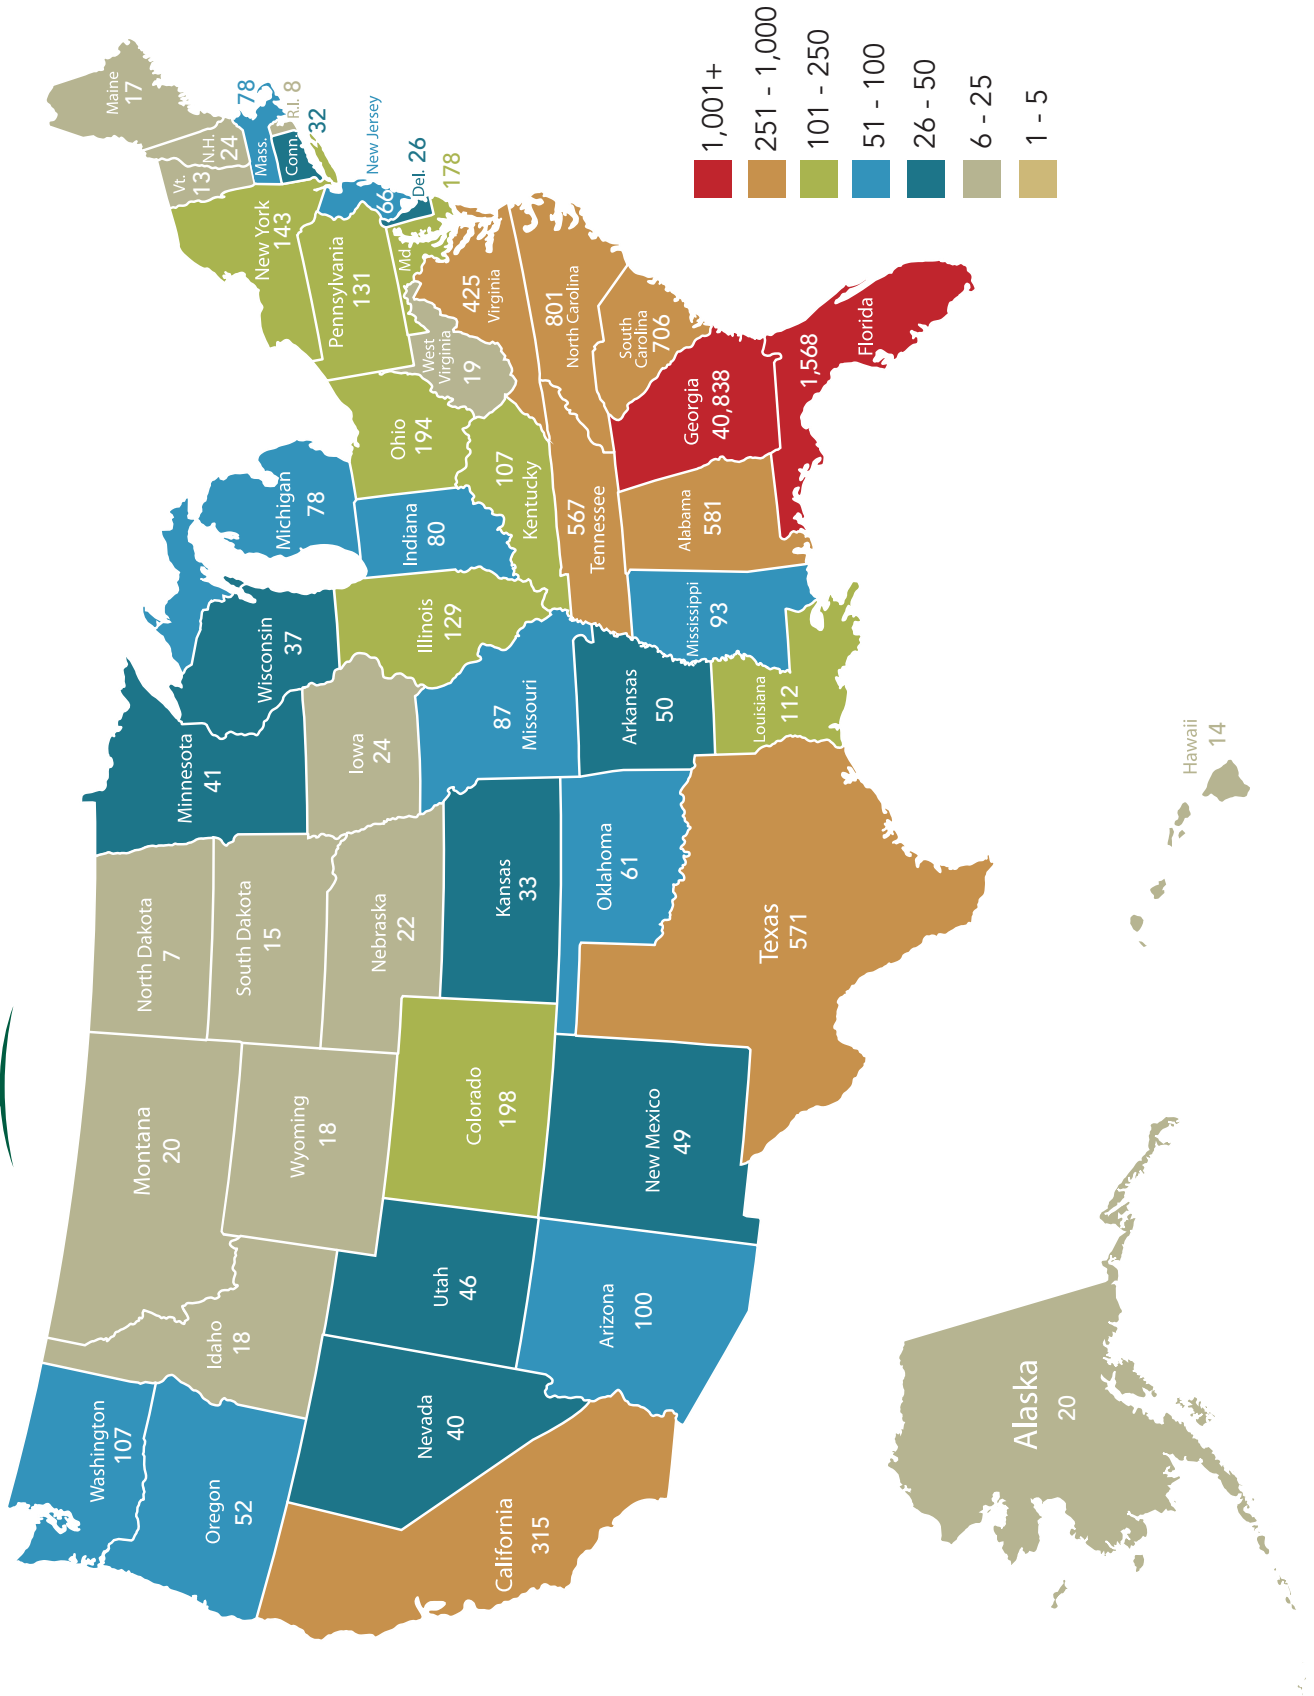 Washington
107
Oregon
52
California
315
Nevada
40
Idaho
18
Montana
20
Wyoming
18
Utah
46
Arizona
100
Colorado
198
New Mexico
49
North Dakota
7
South Dakota
15
Nebraska
22
Kansas
33
Oklahoma
61
Texas
571
Minnesota
41
Iowa
24
Missouri
87
Arkansas
50
Louisiana
112
Wisconsin
37
Illinois
129
Michigan
78
Indiana
80
Ohio
194
Kentucky
107
567
Tennessee
Mississippi
93
Alabama
581
Georgia
40,838
1,568
Florida
South
Carolina
706
801
North Carolina
425
Virginia
West
Virginia
19
Md.
178
Del. 26
Pennsylvania
131
New Jersey
66
New York
143
Conn.
32
R.I. 8
Mass.
78
Vt.
13
N.H.
24
Maine
17
Alaska
20
Hawaii
14
1,001+
251 - 1,000
101 - 250
51 - 100
26 - 50
6 - 25
1 - 5